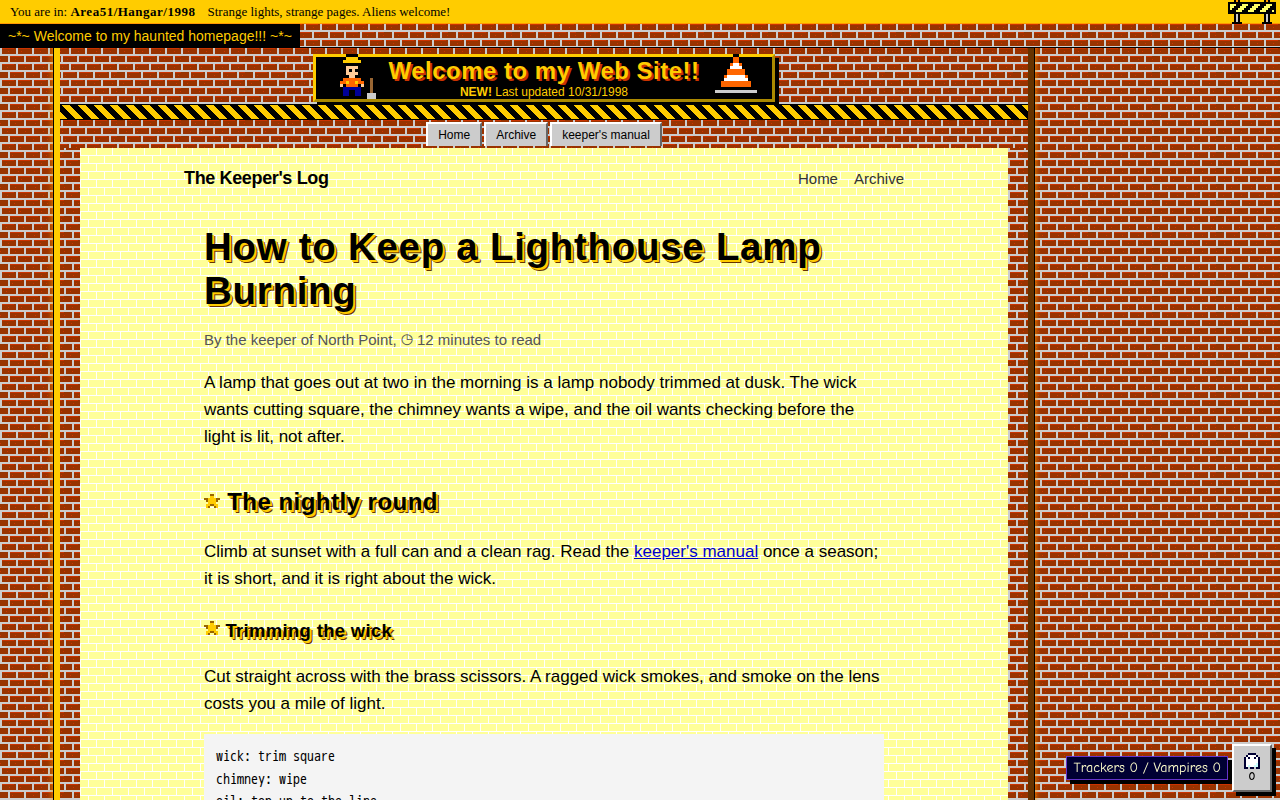 You are in: Area51/Hangar/1998 Strange lights, strange pages. Aliens welcome!
~*~ Welcome to my haunted homepage!!! ~*~
Welcome to my Web Site!!
NEW! Last updated 10/31/1998
Home Archive keeper's manual
The Keeper's Log Home Archive
How to Keep a Lighthouse Lamp
Burning
By the keeper of North Point, 12 minutes to read
A lamp that goes out at two in the morning is a lamp nobody trimmed at dusk. The wick
wants cutting square, the chimney wants a wipe, and the oil wants checking before the
light is lit, not after.
The nightly round
Climb at sunset with a full can and a clean rag. Read the keeper's manual once a season;
it is short, and it is right about the wick.
Trimming the wick
Cut straight across with the brass scissors. A ragged wick smokes, and smoke on the lens
costs you a mile of light.
wick: trim square
chimney: wipe
oil: top up to the line
Trackers 0 / Vampires 0
0